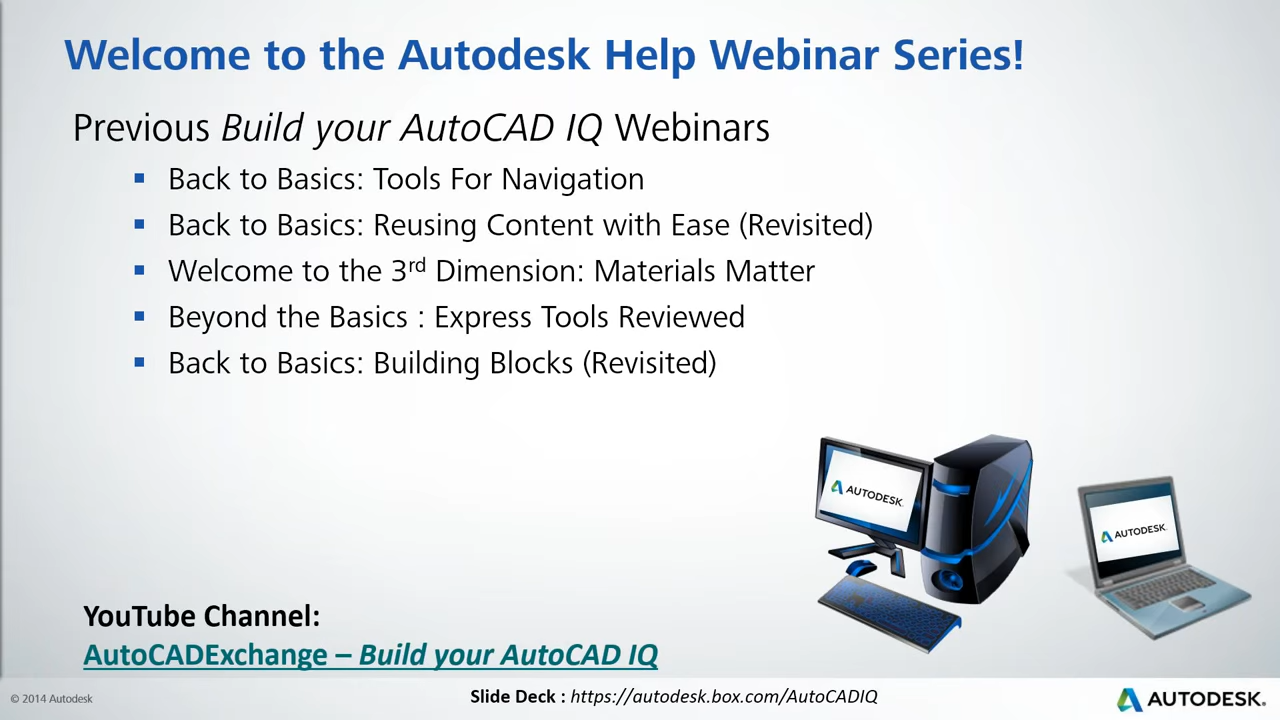 Welcome to the Autodesk Help Webinar Series!
Previous Build your AutoCAD IQ Webinars
▪ Back to Basics: Tools For Navigation
▪ Back to Basics: Reusing Content with Ease (Revisited)
▪ Welcome to the 3rd Dimension: Materials Matter
▪ Beyond the Basics : Express Tools Reviewed
▪ Back to Basics: Building Blocks (Revisited)
AUTODESK.
AUTODESK.
YouTube Channel:
AutoCADExchange – Build your AutoCAD IQ
© 2014 Autodesk
Slide Deck : https://autodesk.box.com/AutoCADIQ
AUTODESK.